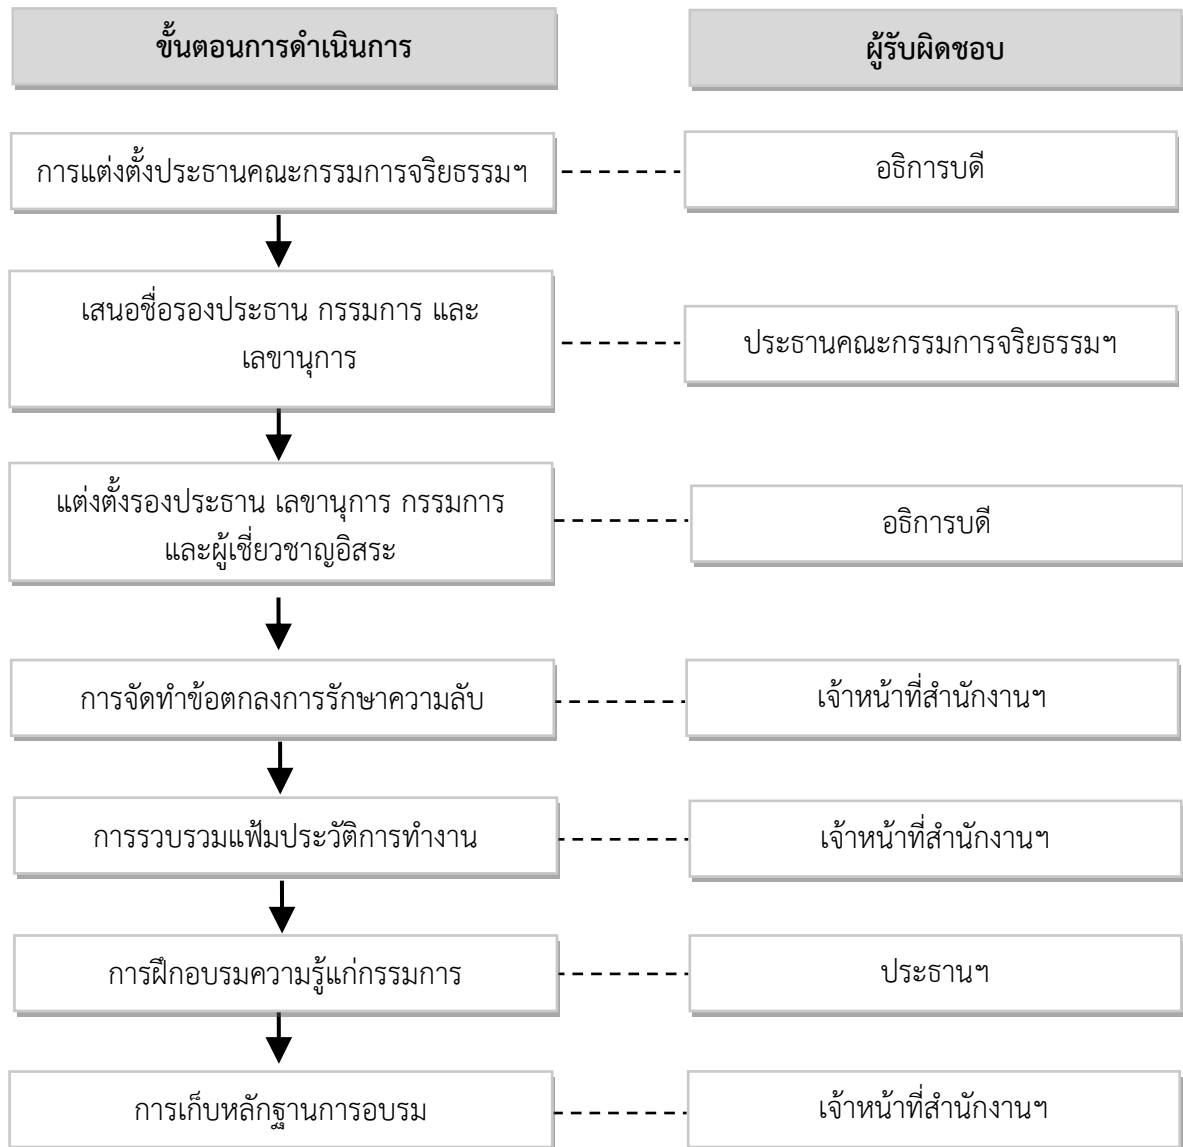 ขั้นตอนการดำเนินการ
ผู้รับผิดชอบ
การแต่งตั้งประธานคณะกรรมการจริยธรรมฯ
อธิการบดี
เสนอชื่อรองประธาน กรรมการ และ
เลขานุการ
ประธานคณะกรรมการจริยธรรมฯ
แต่งตั้งรองประธาน เลขานุการ กรรมการ
และผู้เชี่ยวชาญอิสระ
อธิการบดี
การจัดทำข้อตกลงการรักษาความลับ
เจ้าหน้าที่สำนักงานฯ
การรวบรวมแฟ้มประวัติการทำงาน
เจ้าหน้าที่สำนักงานฯ
การฝึกอบรมความรู้แก่กรรมการ
ประธานฯ
การเก็บหลักฐานการอบรม
เจ้าหน้าที่สำนักงานฯ